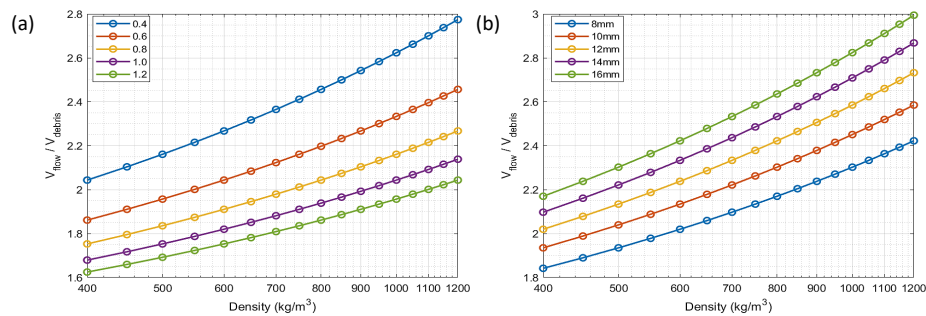 (a)
2.8
2.6
2.4
2.2
2
1.8
1.6
V_flow / V_debris
0.4
0.6
0.8
1.0
1.2
400 500 600 700 800 900 1000 1100 1200
Density (kg/m³)
(b)
3
2.8
2.6
2.4
2.2
2
1.8
V_flow / V_debris
8mm
10mm
12mm
14mm
16mm
400 500 600 700 800 900 1000 1100 1200
Density (kg/m³)